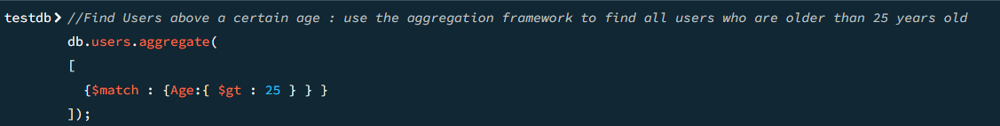 testdb> //Find Users above a certain age : use the aggregation framework to find all users who are older than 25 years old
db.users.aggregate(
[
{$match : {Age:{ $gt : 25 } } }
]);